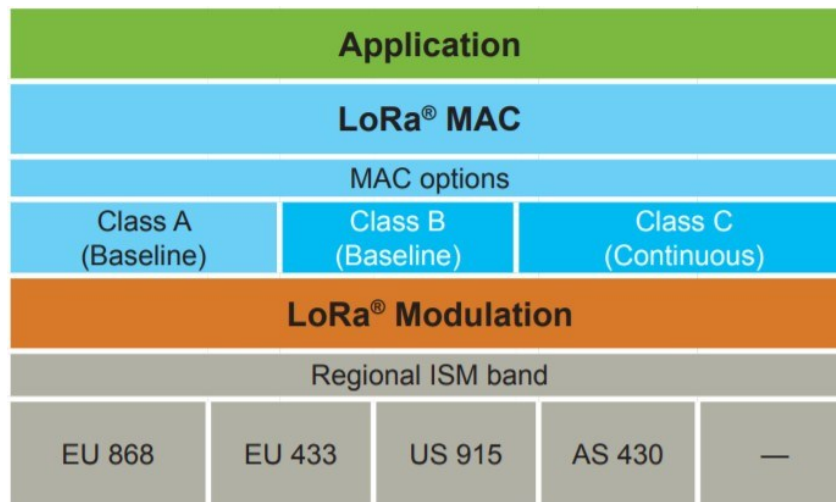 Application
LoRa® MAC
MAC options
Class A
(Baseline)
Class B
(Baseline)
Class C
(Continuous)
LoRa® Modulation
Regional ISM band
EU 868
EU 433
US 915
AS 430
—